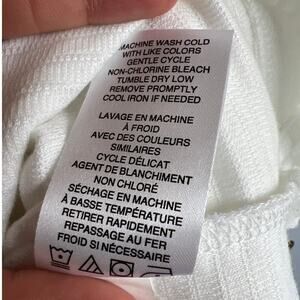 MACHINE WASH COLD
WITH LIKE COLORS
GENTLE CYCLE
NON-CHLORINE BLEACH
TUMBLE DRY LOW
REMOVE PROMPTLY
COOL IRON IF NEEDED
LAVAGE EN MACHINE
À FROID
AVEC DES COULEURS
SIMILAIRES
CYCLE DÉLICAT
AGENT DE BLANCHIMENT
NON CHLORÉ
SÉCHAGE EN MACHINE
À BASSE TEMPÉRATURE
RETIRER RAPIDEMENT
REPASSAGE AU FER
FROID SI NÉCESSAIRE